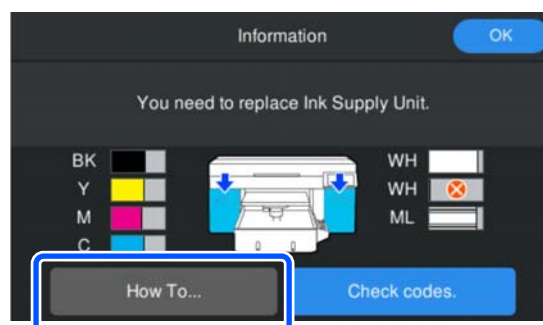 Information
OK
You need to replace Ink Supply Unit.
BK
WH
Y
WH
M
ML
C
How To...
Check codes.